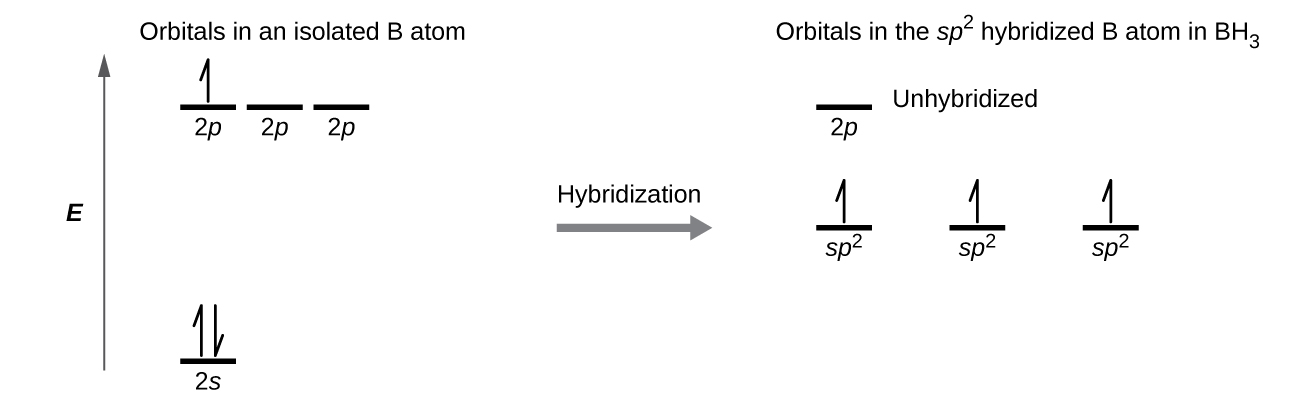 Orbitals in an isolated B atom
2p 2p 2p
E
2s
Hybridization
Orbitals in the sp² hybridized B atom in BH₃
Unhybridized
2p
sp² sp² sp²